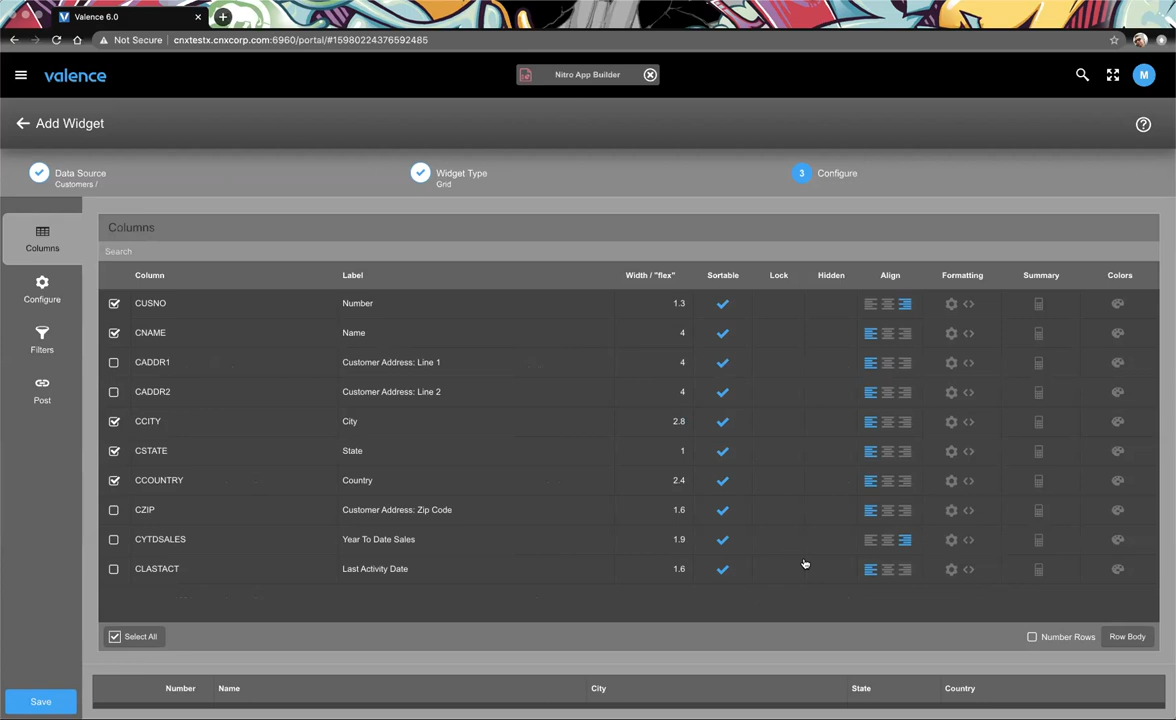 Valence 6.0
Not Secure cnxtestx.cnxcorp.com:6960/portal/#15980224376592485
valence Nitro App Builder M
Add Widget
Data Source Widget Type 3 Configure
Customers / Grid
Columns
Configure
Filters
Post
Save
Columns
Search
Column Label Width / "flex" Sortable Lock Hidden Align Formatting Summary Colors
CUSNO Number 1.3
CNAME Name 4
CADDR1 Customer Address: Line 1 4
CADDR2 Customer Address: Line 2 4
CCITY City 2.8
CSTATE State 1
CCOUNTRY Country 2.4
CZIP Customer Address: Zip Code 1.6
CYTDSALES Year To Date Sales 1.9
CLASTACT Last Activity Date 1.6
Select All Number Rows Row Body
Number Name City State Country